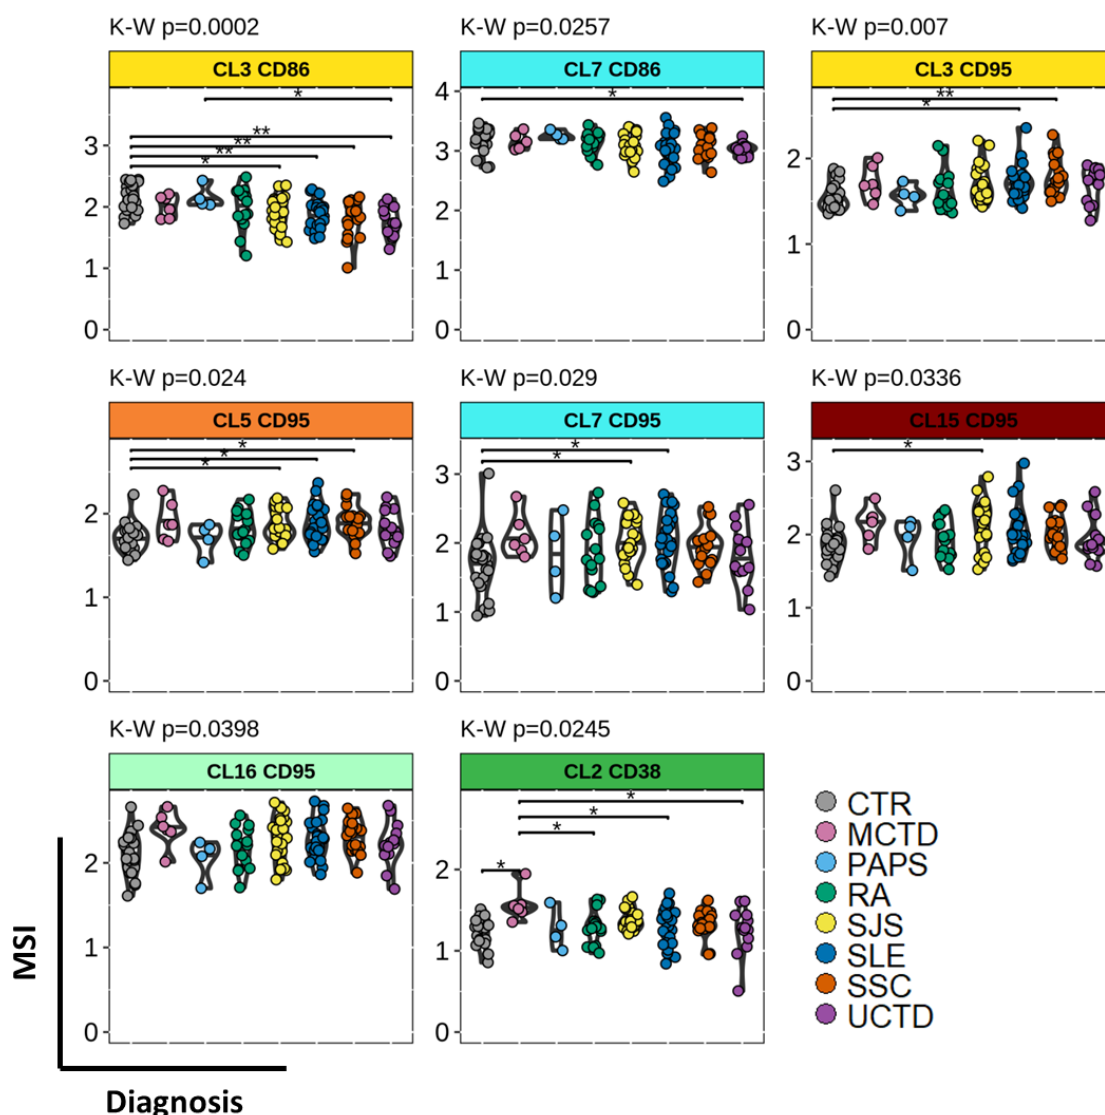 K-W p=0.0002
CL3 CD86
*
**
**
**
*
3
2
1
0
K-W p=0.0257
CL7 CD86
*
4
3
2
1
0
K-W p=0.007
CL3 CD95
**
*
2
1
0
K-W p=0.024
CL5 CD95
*
*
*
2
1
0
K-W p=0.029
CL7 CD95
*
*
3
2
1
0
K-W p=0.0336
CL15 CD95
*
3
2
1
0
K-W p=0.0398
CL16 CD95
2
1
0
K-W p=0.0245
CL2 CD38
*
*
*
*
2
1
0
CTR
MCTD
PAPS
RA
SJS
SLE
SSC
UCTD
MSI
Diagnosis